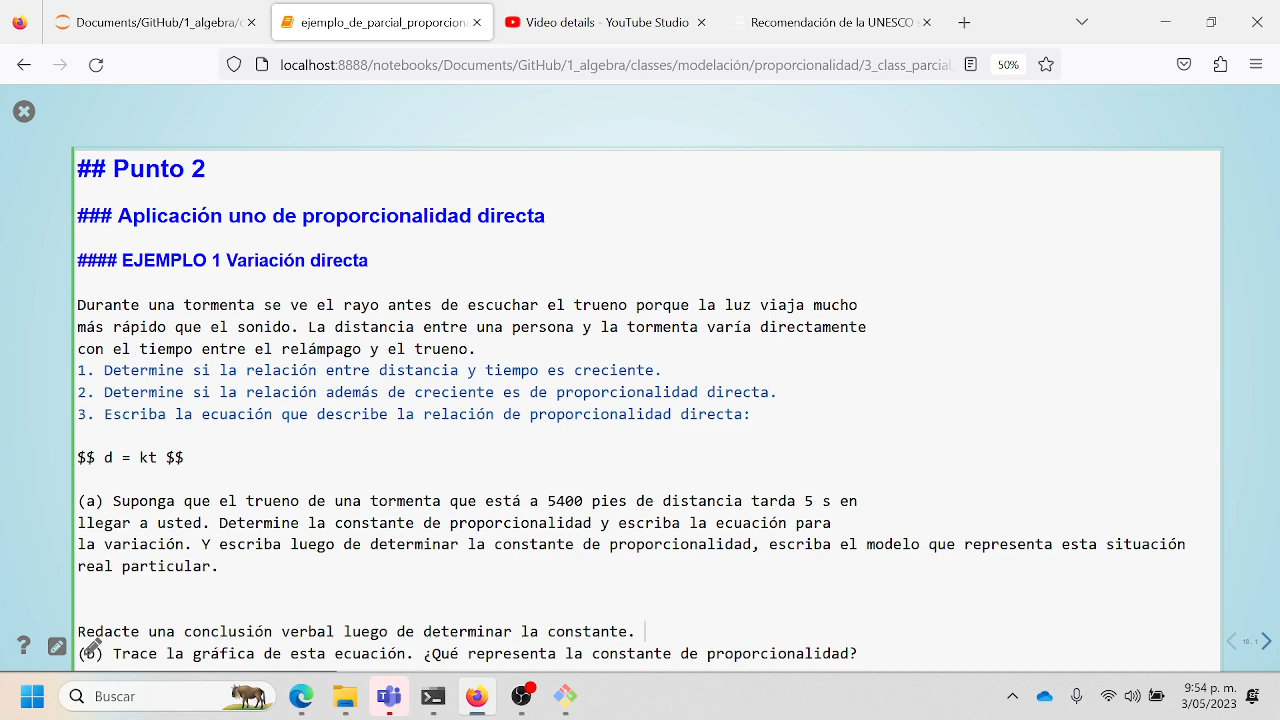 Documents/GitHub/1_algebra/
ejemplo_de_parcial_proporcion
Video details - YouTube Studio
Recomendación de la UNESCO
localhost:8888/notebooks/Documents/GitHub/1_algebra/classes/modelación/proporcionalidad/3_class_parcial_
50%
## Punto 2
### Aplicación uno de proporcionalidad directa
#### EJEMPLO 1 Variación directa
Durante una tormenta se ve el rayo antes de escuchar el trueno porque la luz viaja mucho
más rápido que el sonido. La distancia entre una persona y la tormenta varía directamente
con el tiempo entre el relámpago y el trueno.
1. Determine si la relación entre distancia y tiempo es creciente.
2. Determine si la relación además de creciente es de proporcionalidad directa.
3. Escriba la ecuación que describe la relación de proporcionalidad directa:
$$ d = kt $$
(a) Suponga que el trueno de una tormenta que está a 5400 pies de distancia tarda 5 s en
llegar a usted. Determine la constante de proporcionalidad y escriba la ecuación para
la variación. Y escriba luego de determinar la constante de proporcionalidad, escriba el modelo que representa esta situación
real particular.
Redacte una conclusión verbal luego de determinar la constante.
(b) Trace la gráfica de esta ecuación. ¿Qué representa la constante de proporcionalidad?
10.1
Buscar
9:54 p. m.
3/05/2023